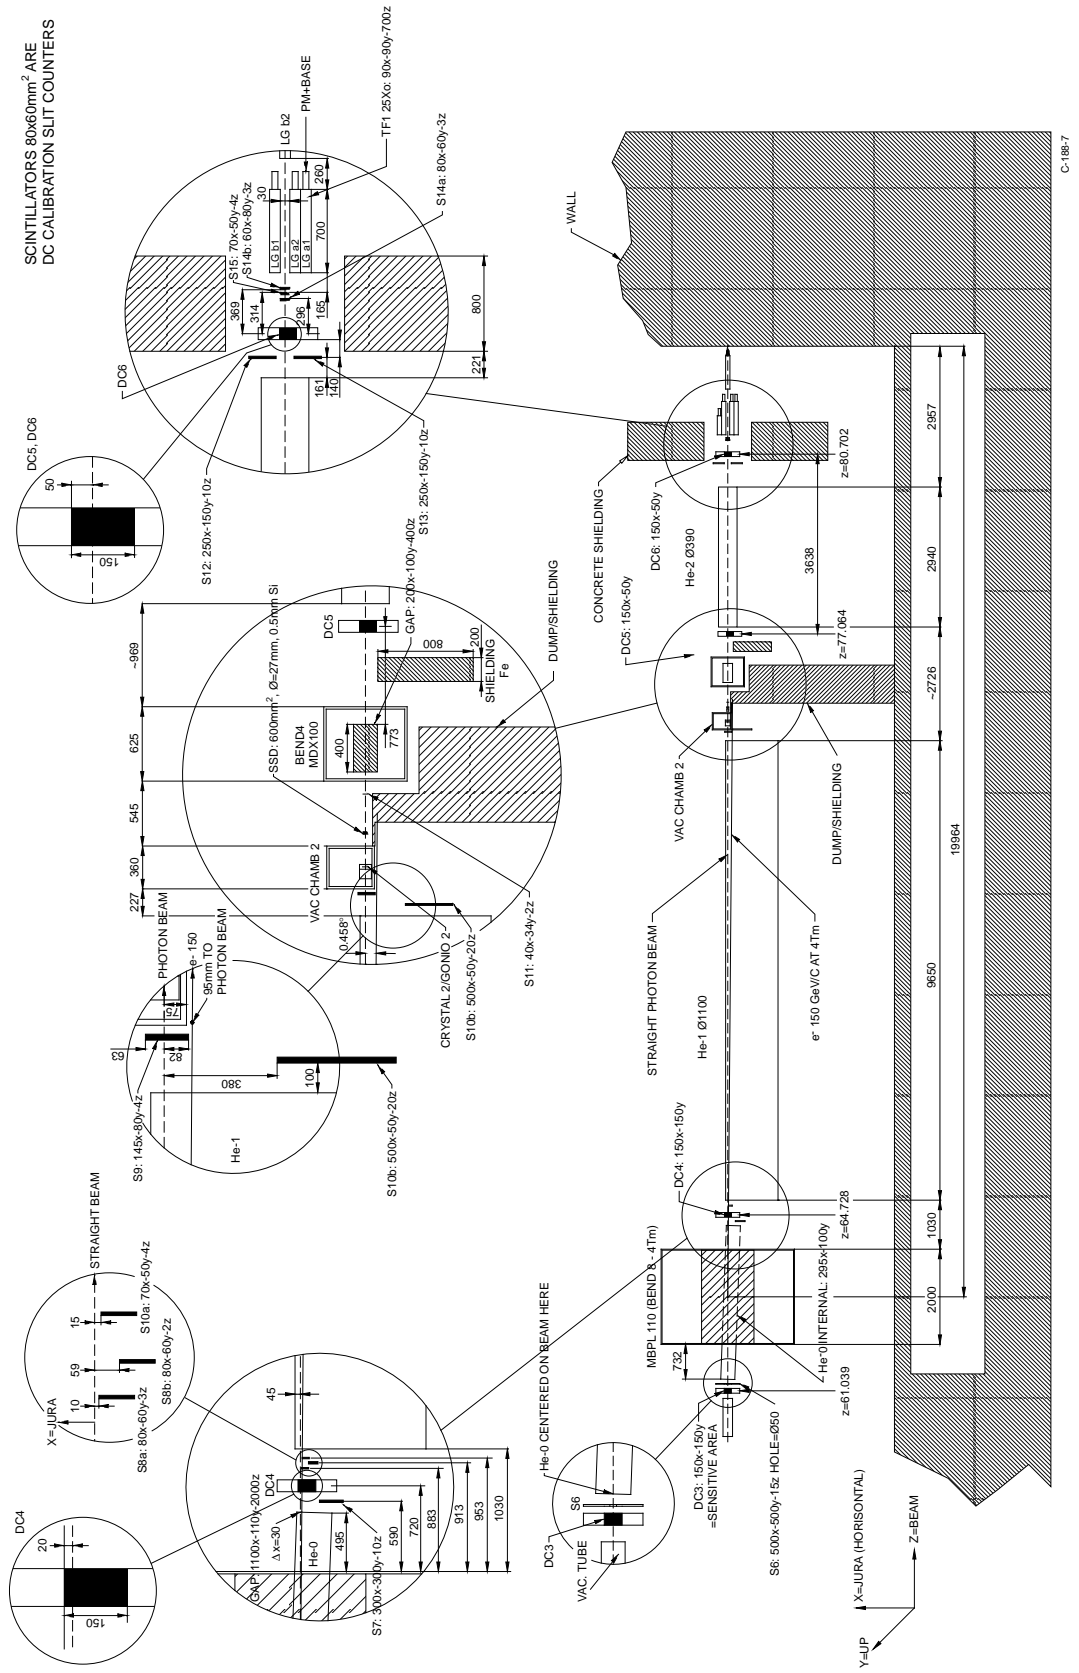 SCINTILLATORS 80x60mm² ARE
DC CALIBRATION SLIT COUNTERS
DC4
20
150
X=JURA
STRAIGHT BEAM
10
59
15
S8a: 80x-60y-3z
S8b: 80x-60y-2z
S10a: 70x-50y-4z
GAP: 1100x-110y-2000z
Δx=30
He-0
DC4
45
495
590
720
883
913
953
1030
S7: 300x-300y-10z
S9: 145x-80y-4z
He-1
63
82
75
PHOTON BEAM
e- 150
95mm TO
PHOTON BEAM
380
100
S10b: 500x-50y-20z
227
360
545
625
~969
VAC CHAMB 2
0.458°
BEND4
MDX100
400
773
SSD: 600mm², Ø=27mm, 0.5mm Si
GAP: 200x-100y-400z
DC5
800
200
SHIELDING
Fe
DUMP/SHIELDING
CRYSTAL 2/GONIO 2
S10b: 500x-50y-20z
S11: 40x-34y-2z
DC5, DC6
50
150
DC6
S12: 250x-150y-10z
S13: 250x-150y-10z
369
314
296
165
161
140
221
800
S15: 70x-50y-4z
S14b: 60x-80y-3z
LG b1
LG a2
LG a1
30
700
260
LG b2
PM+BASE
TF1 25Xo: 90x-90y-700z
S14a: 80x-60y-3z
DC3
S6
VAC. TUBE
He-0 CENTERED ON BEAM HERE
DC3: 150x-150y
=SENSITIVE AREA
S6: 500x-500y-15z HOLE=Ø50
z=61.039
732
MBPL 110 (BEND 8 - 4Tm)
He-0 INTERNAL: 295x-100y
2000
1030
DC4: 150x-150y
z=64.728
He-1 Ø1100
STRAIGHT PHOTON BEAM
e- 150 GeV/C AT 4Tm
9650
19964
VAC CHAMB 2
DUMP/SHIELDING
~2726
DC5: 150x-50y
z=77.064
He-2 Ø390
3638
2940
DC6: 150x-50y
z=80.702
CONCRETE SHIELDING
2957
WALL
X=JURA (HORISONTAL)
Y=UP
Z=BEAM
C-188-7